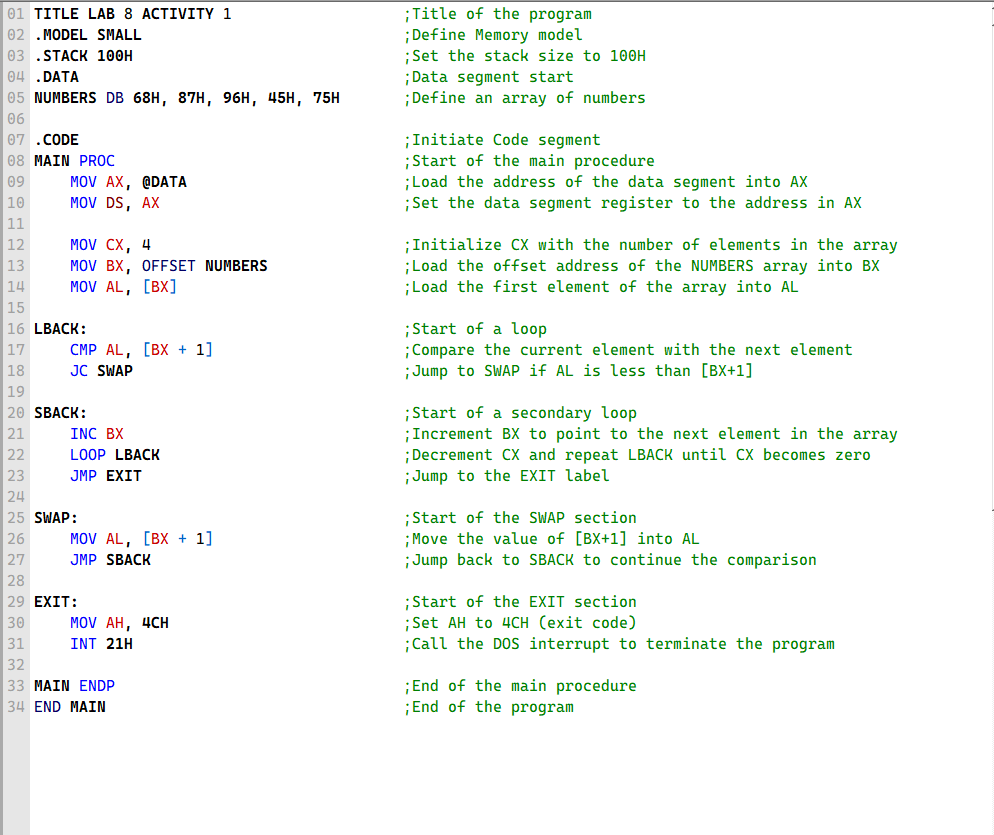 01 TITLE LAB 8 ACTIVITY 1 ;Title of the program
02 .MODEL SMALL ;Define Memory model
03 .STACK 100H ;Set the stack size to 100H
04 .DATA ;Data segment start
05 NUMBERS DB 68H, 87H, 96H, 45H, 75H ;Define an array of numbers
06
07 .CODE ;Initiate Code segment
08 MAIN PROC ;Start of the main procedure
09 MOV AX, @DATA ;Load the address of the data segment into AX
10 MOV DS, AX ;Set the data segment register to the address in AX
11
12 MOV CX, 4 ;Initialize CX with the number of elements in the array
13 MOV BX, OFFSET NUMBERS ;Load the offset address of the NUMBERS array into BX
14 MOV AL, [BX] ;Load the first element of the array into AL
15
16 LBACK: ;Start of a loop
17 CMP AL, [BX + 1] ;Compare the current element with the next element
18 JC SWAP ;Jump to SWAP if AL is less than [BX+1]
19
20 SBACK: ;Start of a secondary loop
21 INC BX ;Increment BX to point to the next element in the array
22 LOOP LBACK ;Decrement CX and repeat LBACK until CX becomes zero
23 JMP EXIT ;Jump to the EXIT label
24
25 SWAP: ;Start of the SWAP section
26 MOV AL, [BX + 1] ;Move the value of [BX+1] into AL
27 JMP SBACK ;Jump back to SBACK to continue the comparison
28
29 EXIT: ;Start of the EXIT section
30 MOV AH, 4CH ;Set AH to 4CH (exit code)
31 INT 21H ;Call the DOS interrupt to terminate the program
32
33 MAIN ENDP ;End of the main procedure
34 END MAIN ;End of the program